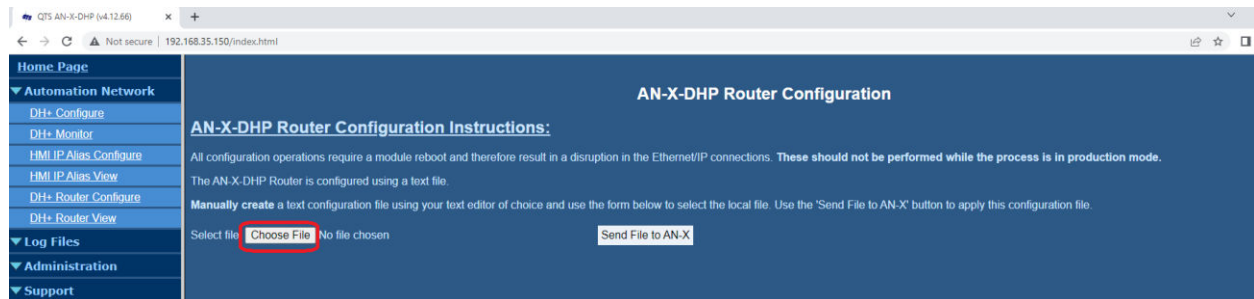 QTS AN-X-DHP (v4.12.66)
Not secure | 192.168.35.150/index.html
Home Page
Automation Network
DH+ Configure
DH+ Monitor
HMI IP Alias Configure
HMI IP Alias View
DH+ Router Configure
DH+ Router View
Log Files
Administration
Support
AN-X-DHP Router Configuration
AN-X-DHP Router Configuration Instructions:
All configuration operations require a module reboot and therefore result in a disruption in the Ethernet/IP connections. These should not be performed while the process is in production mode.
The AN-X-DHP Router is configured using a text file.
Manually create a text configuration file using your text editor of choice and use the form below to select the local file. Use the 'Send File to AN-X' button to apply this configuration file.
Select file Choose File No file chosen Send File to AN-X